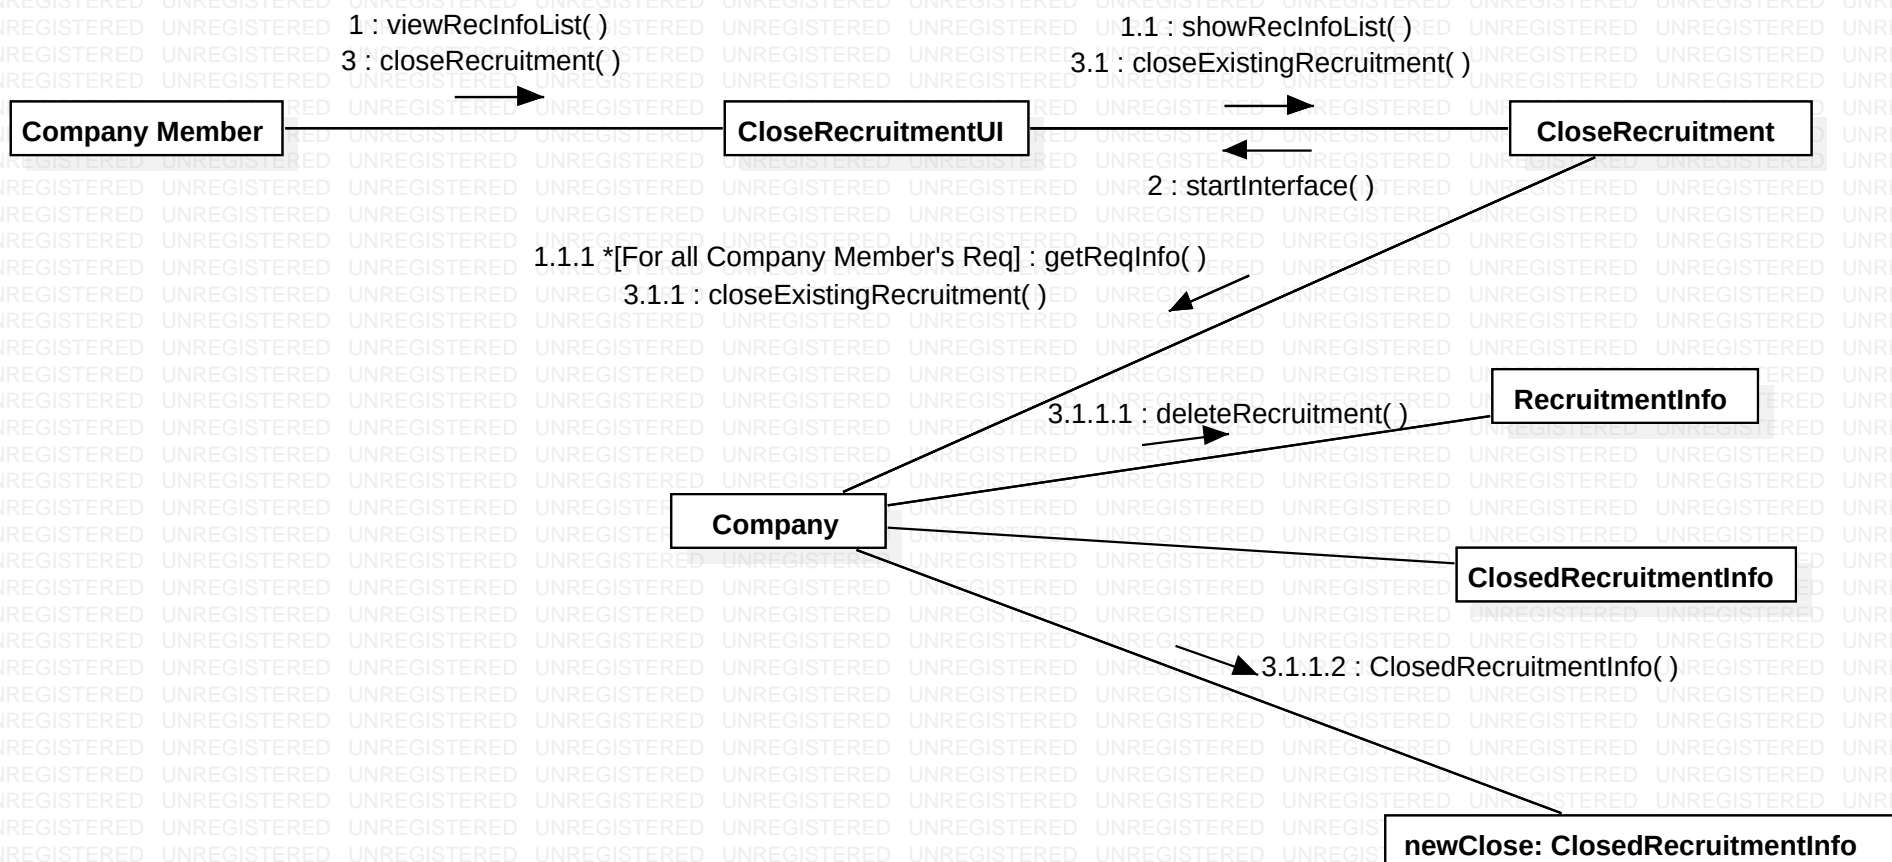 1 : viewRecInfoList( )
3 : closeRecruitment( )
1.1 : showRecInfoList( )
3.1 : closeExistingRecruitment( )
Company Member
CloseRecruitmentUI
CloseRecruitment
2 : startInterface( )
1.1.1 *[For all Company Member's Req] : getReqInfo( )
3.1.1 : closeExistingRecruitment( )
RecruitmentInfo
3.1.1.1 : deleteRecruitment( )
Company
ClosedRecruitmentInfo
3.1.1.2 : ClosedRecruitmentInfo( )
newClose: ClosedRecruitmentInfo
UNREGISTERED